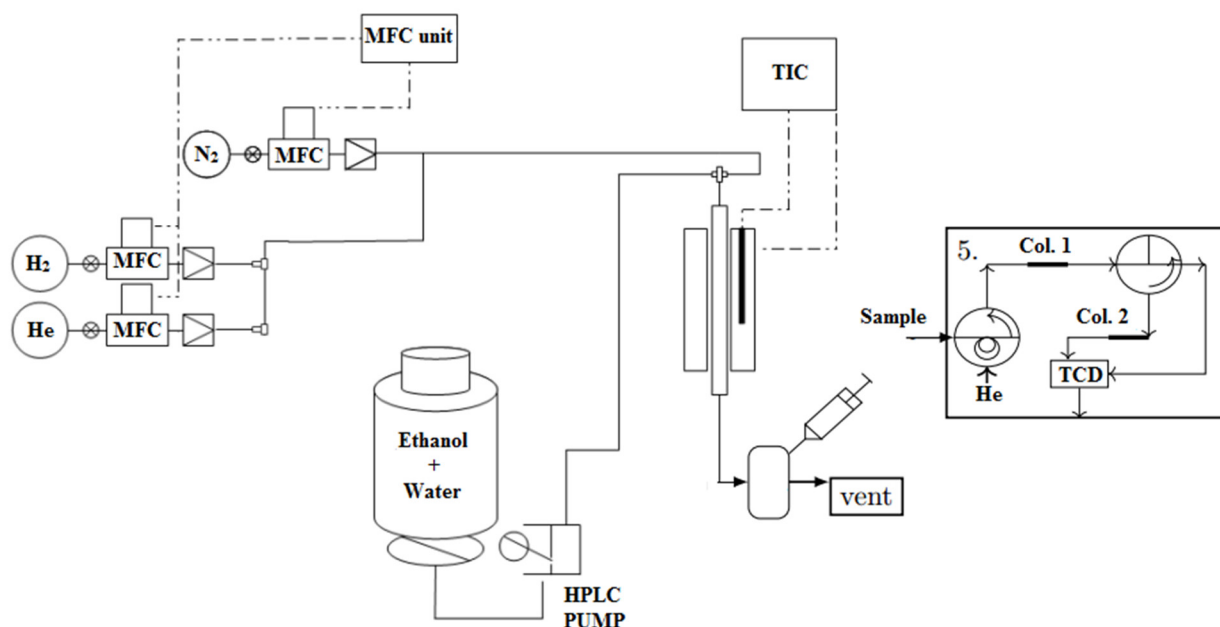 MFC unit
TIC
N₂
MFC
H₂
MFC
He
MFC
Ethanol
+
Water
HPLC
PUMP
vent
5.
Col. 1
Sample
Col. 2
TCD
He